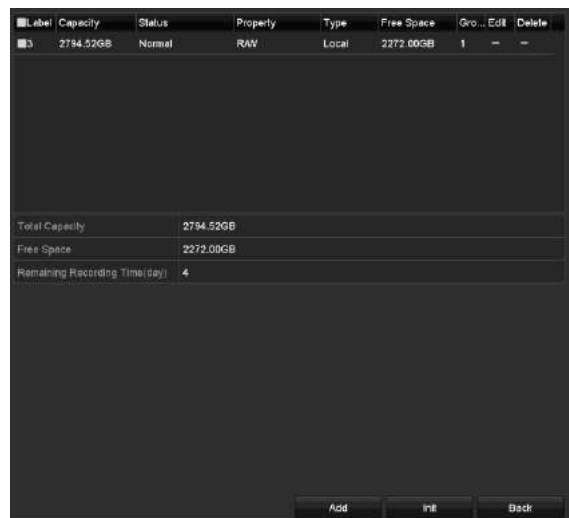 Label Capacity Status Property Type Free Space Gro... Edit Delete
3 2794.52GB Normal R/W Local 2272.00GB 1 — —
Total Capacity 2794.52GB
Free Space 2272.00GB
Remaining Recording Time(day) 4
Add Init Back